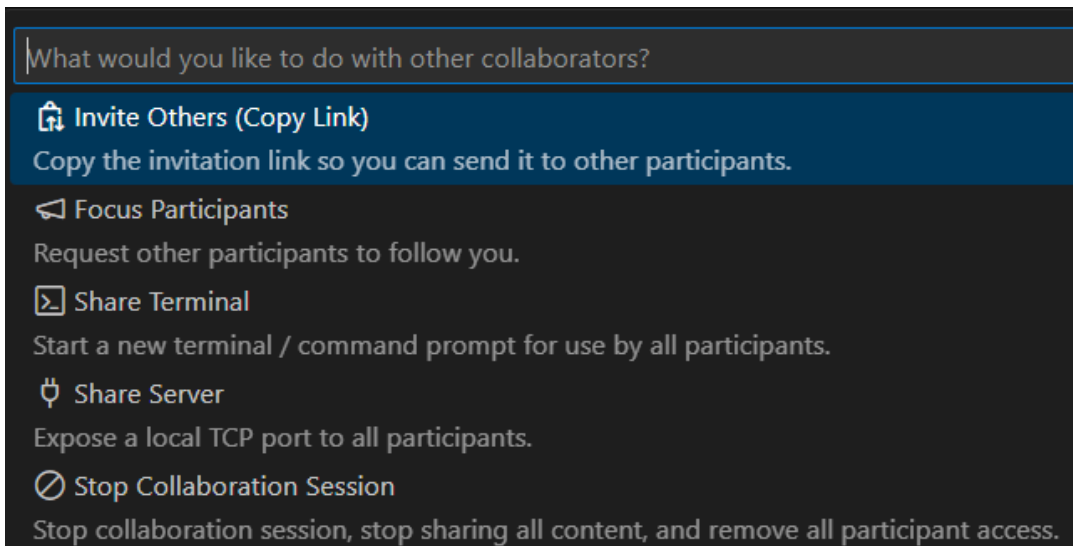 What would you like to do with other collaborators?
Invite Others (Copy Link)
Copy the invitation link so you can send it to other participants.
Focus Participants
Request other participants to follow you.
Share Terminal
Start a new terminal / command prompt for use by all participants.
Share Server
Expose a local TCP port to all participants.
Stop Collaboration Session
Stop collaboration session, stop sharing all content, and remove all participant access.